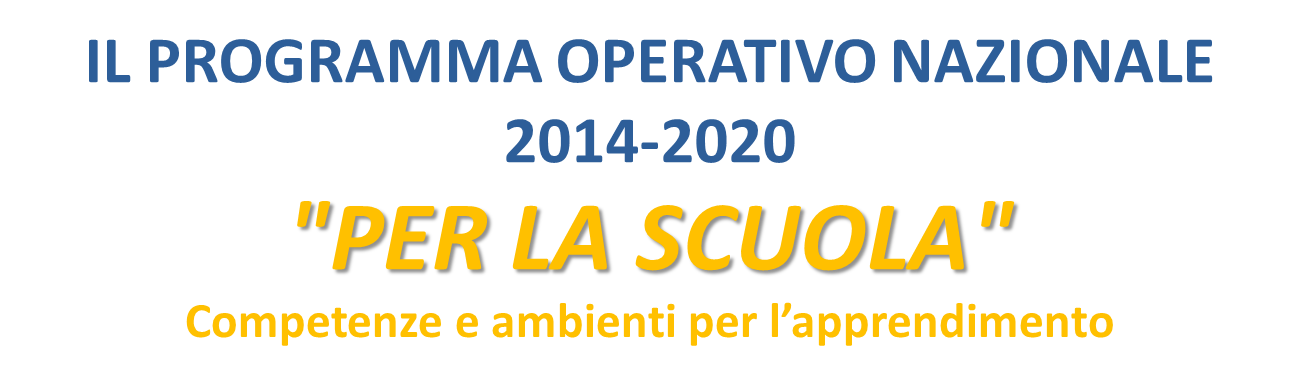 IL PROGRAMMA OPERATIVO NAZIONALE
2014-2020
"PER LA SCUOLA"
Competenze e ambienti per l’apprendimento